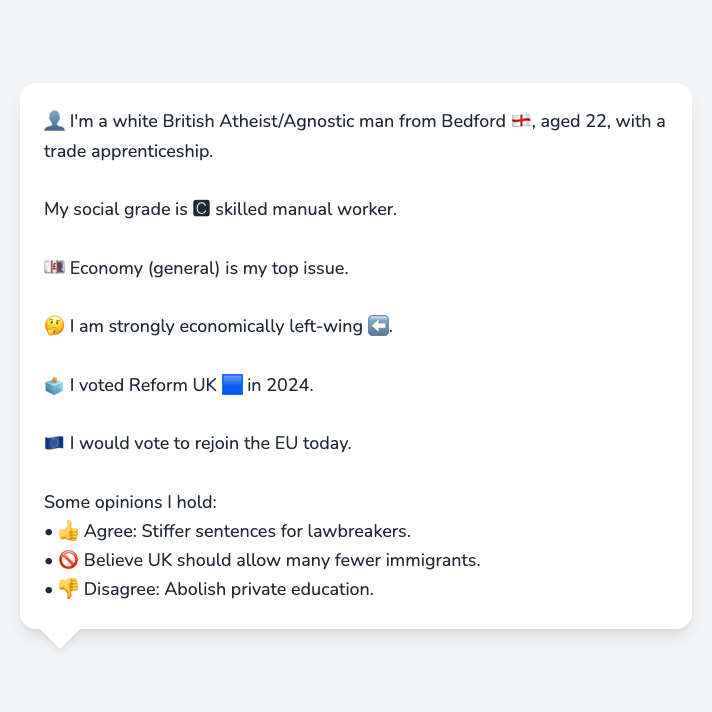 👤 I'm a white British Atheist/Agnostic man from Bedford 🏴󠁧󠁢󠁥󠁮󠁧󠁿, aged 22, with a
trade apprenticeship.
My social grade is 🅲 skilled manual worker.
💷 Economy (general) is my top issue.
🤔 I am strongly economically left-wing ⬅️.
🗳️ I voted Reform UK 🟦 in 2024.
🇪🇺 I would vote to rejoin the EU today.
Some opinions I hold:
• 👍 Agree: Stiffer sentences for lawbreakers.
• 🚫 Believe UK should allow many fewer immigrants.
• 👎 Disagree: Abolish private education.